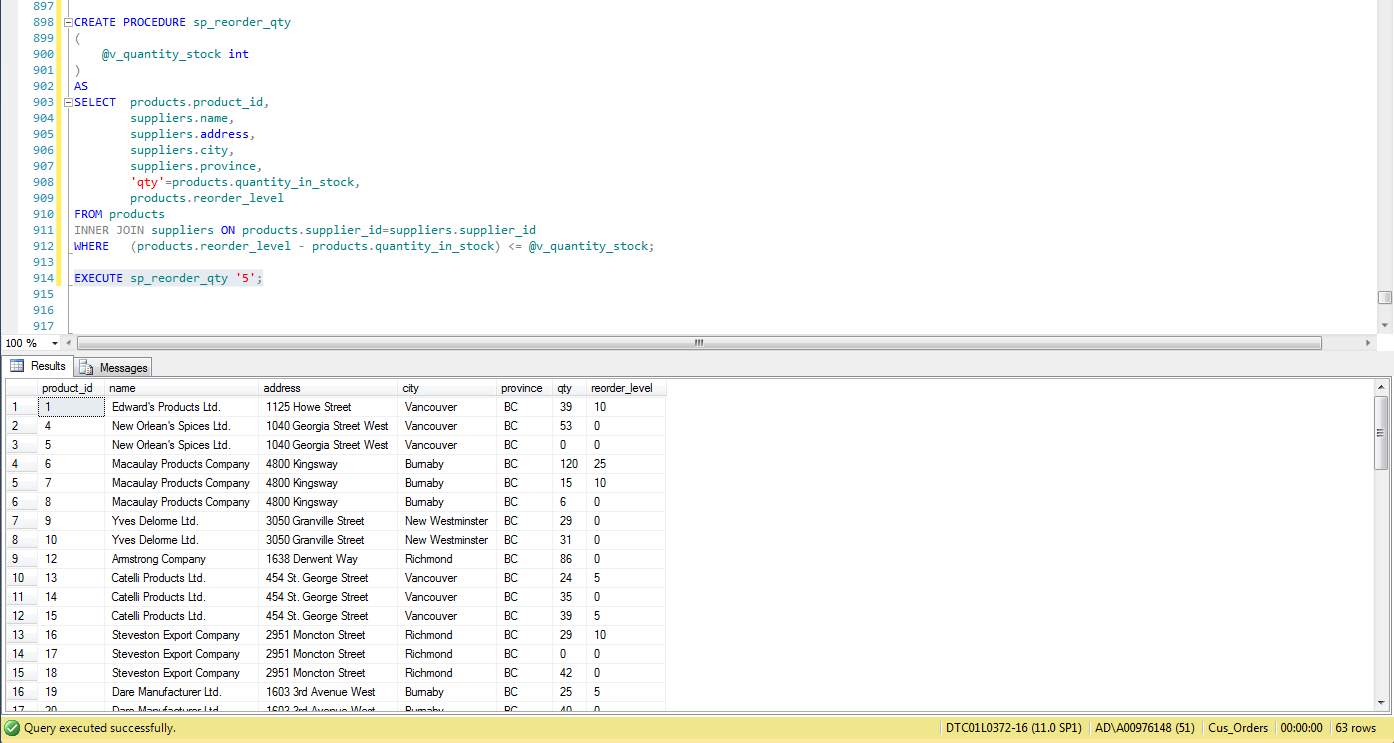 897
898 CREATE PROCEDURE sp_reorder_qty
899 (
900 @v_quantity_stock int
901 )
902 AS
903 SELECT products.product_id,
904 suppliers.name,
905 suppliers.address,
906 suppliers.city,
907 suppliers.province,
908 'qty'=products.quantity_in_stock,
909 products.reorder_level
910 FROM products
911 INNER JOIN suppliers ON products.supplier_id=suppliers.supplier_id
912 WHERE (products.reorder_level - products.quantity_in_stock) <= @v_quantity_stock;
913
914 EXECUTE sp_reorder_qty '5';
915
916
917
100 %
Results Messages
product_id name address city province qty reorder_level
1 1 Edward's Products Ltd. 1125 Howe Street Vancouver BC 39 10
2 4 New Orlean's Spices Ltd. 1040 Georgia Street West Vancouver BC 53 0
3 5 New Orlean's Spices Ltd. 1040 Georgia Street West Vancouver BC 0 0
4 6 Macaulay Products Company 4800 Kingsway Burnaby BC 120 25
5 7 Macaulay Products Company 4800 Kingsway Burnaby BC 15 10
6 8 Macaulay Products Company 4800 Kingsway Burnaby BC 6 0
7 9 Yves Delorme Ltd. 3050 Granville Street New Westminster BC 29 0
8 10 Yves Delorme Ltd. 3050 Granville Street New Westminster BC 31 0
9 12 Armstrong Company 1638 Derwent Way Richmond BC 86 0
10 13 Catelli Products Ltd. 454 St. George Street Vancouver BC 24 5
11 14 Catelli Products Ltd. 454 St. George Street Vancouver BC 35 0
12 15 Catelli Products Ltd. 454 St. George Street Vancouver BC 39 5
13 16 Steveston Export Company 2951 Moncton Street Richmond BC 29 10
14 17 Steveston Export Company 2951 Moncton Street Richmond BC 0 0
15 18 Steveston Export Company 2951 Moncton Street Richmond BC 42 0
16 19 Dare Manufacturer Ltd. 1603 3rd Avenue West Burnaby BC 25 5
17 20 Dare Manufacturer Ltd. 1603 3rd Avenue West Burnaby BC 40 0
Query executed successfully. DTC01L0372-16 (11.0 SP1) AD\A00976148 (51) Cus_Orders 00:00:00 63 rows